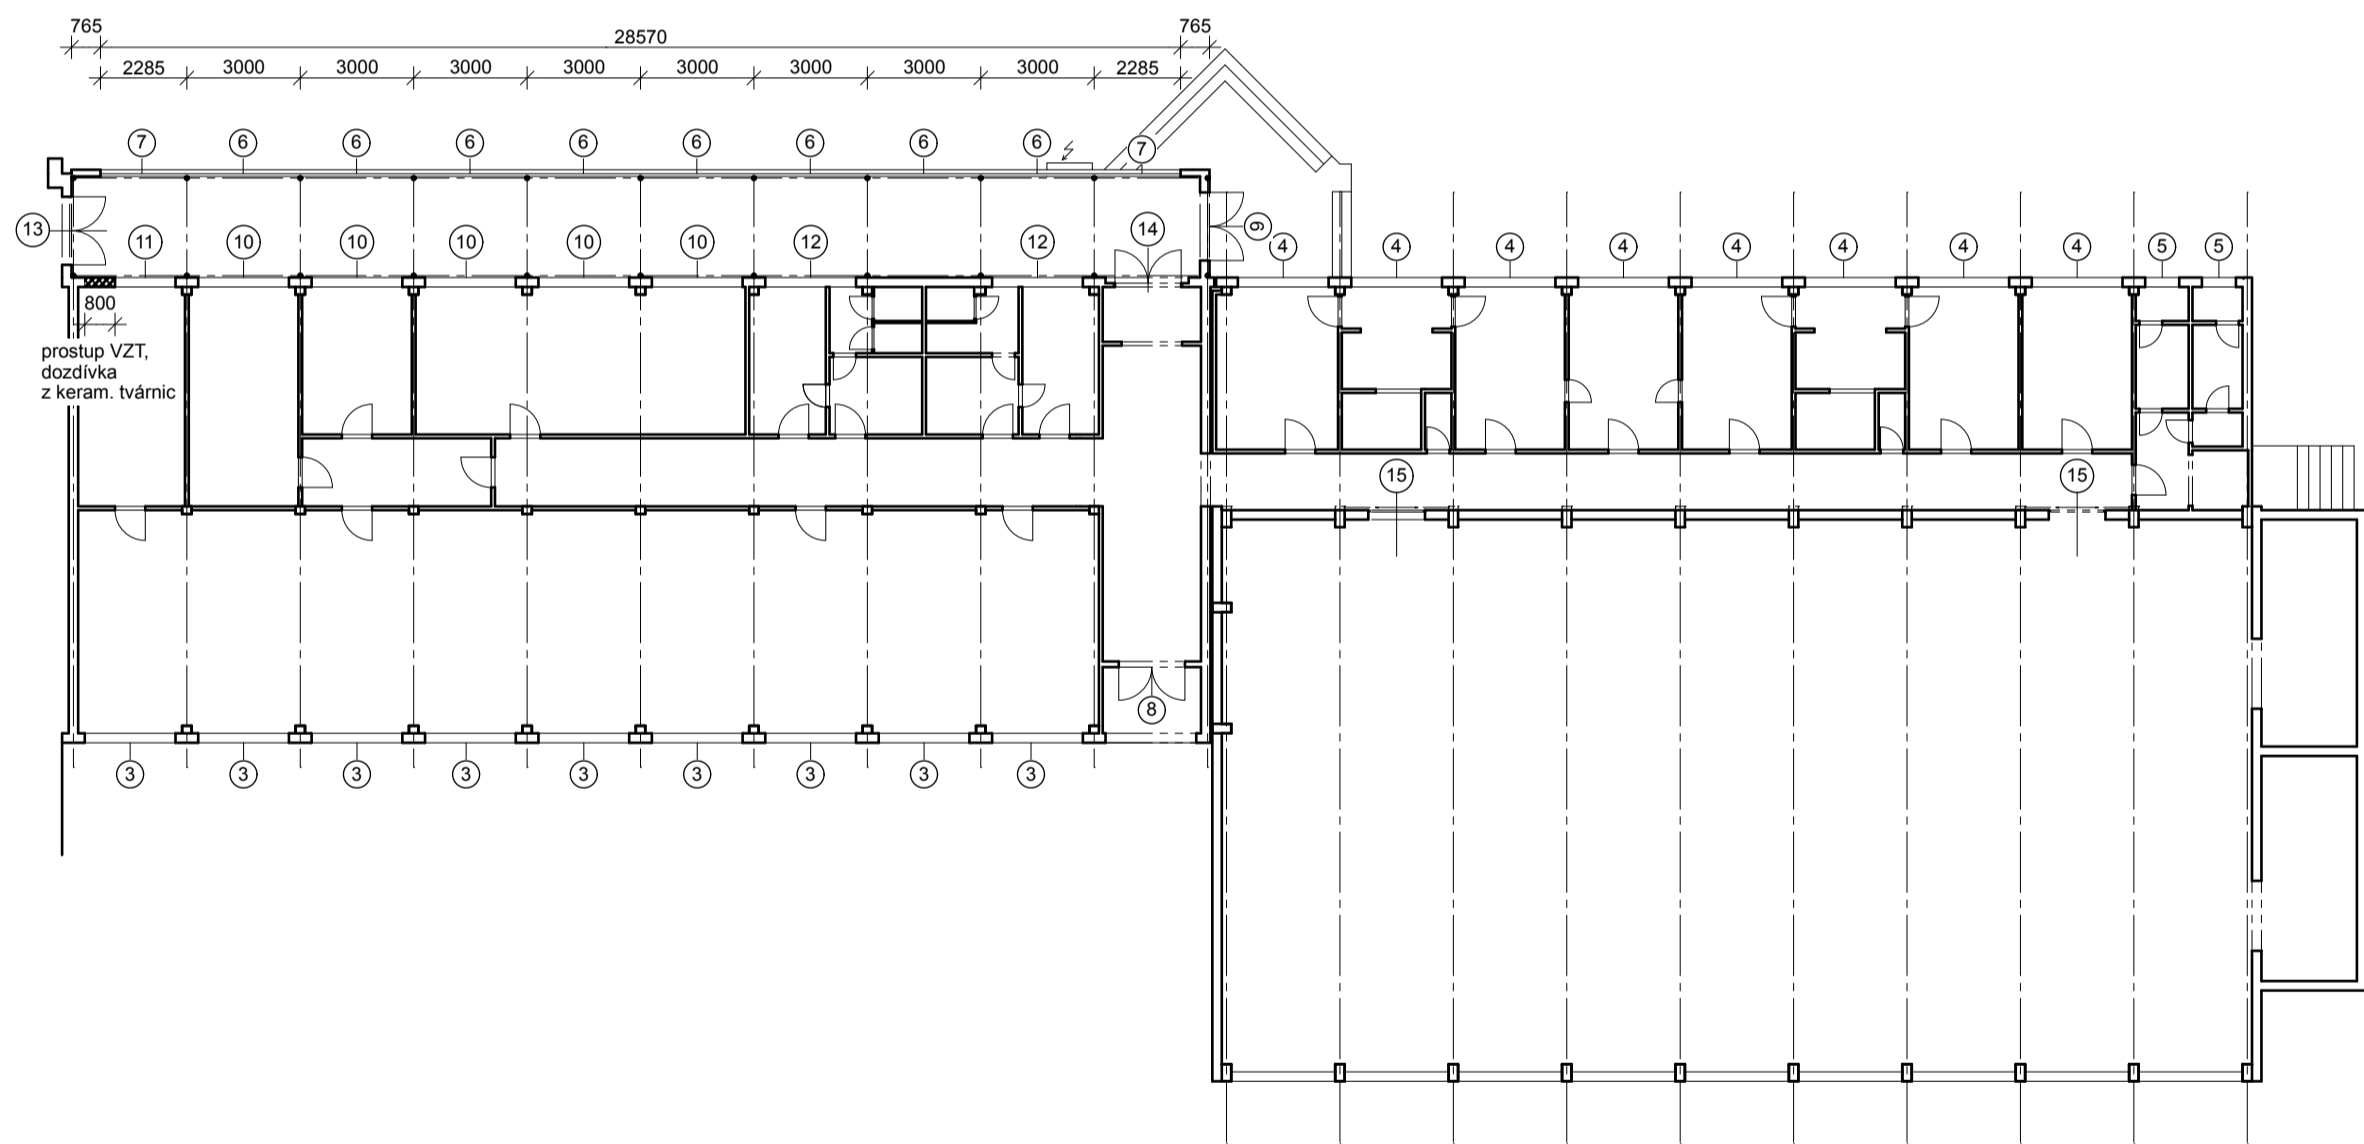 765 765
28570
2285 3000 3000 3000 3000 3000 3000 3000 3000 2285
7 6 6 6 6 6 6 6 6 7
13 11 10 10 10 10 10 12 12 14 9 4 4 4 4 4 4 4 4 5 5
800
prostup VZT,
dozdívka
z keram. tvárnic
15 15
8
3 3 3 3 3 3 3 3 3